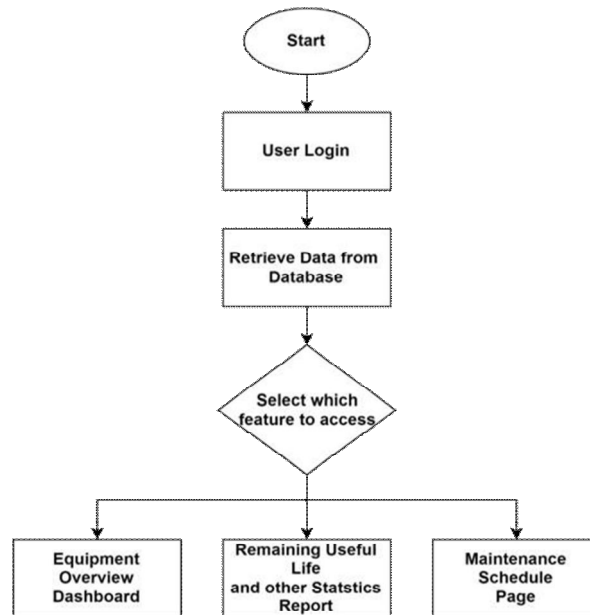 Start
User Login
Retrieve Data from
Database
Select which
feature to access
Equipment
Overview
Dashboard
Remaining Useful
Life
and other Statstics
Report
Maintenance
Schedule
Page